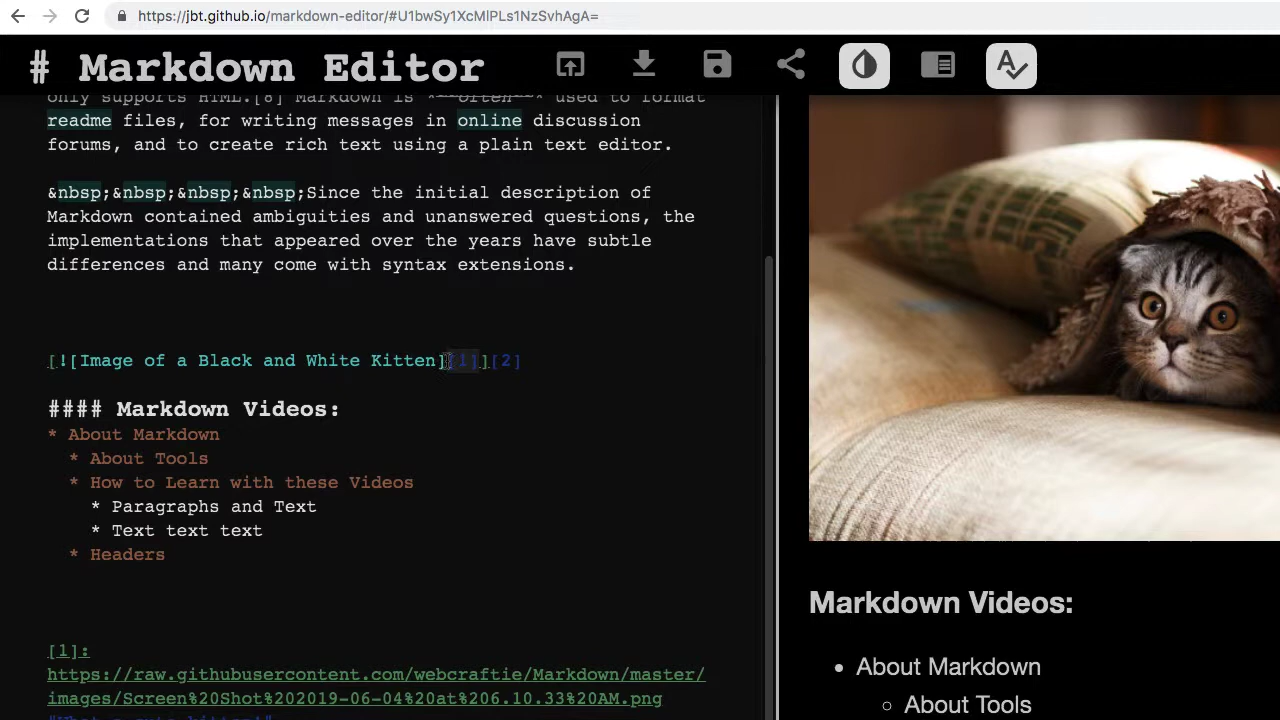 https://jbt.github.io/markdown-editor/#U1bwSy1XcMlPLs1NzSvhAgA=
# Markdown Editor
only supports HTML.[8] Markdown is *~~often~~* used to format
readme files, for writing messages in online discussion
forums, and to create rich text using a plain text editor.
&nbsp;&nbsp;&nbsp;&nbsp;Since the initial description of
Markdown contained ambiguities and unanswered questions, the
implementations that appeared over the years have subtle
differences and many come with syntax extensions.
[![Image of a Black and White Kitten][1]][2]
#### Markdown Videos:
* About Markdown
* About Tools
* How to Learn with these Videos
* Paragraphs and Text
* Text text text
* Headers
[1]:
https://raw.githubusercontent.com/webcraftie/Markdown/master/
images/Screen%20Shot%202019-06-04%20at%206.10.33%20AM.png
Markdown Videos:
• About Markdown
○ About Tools